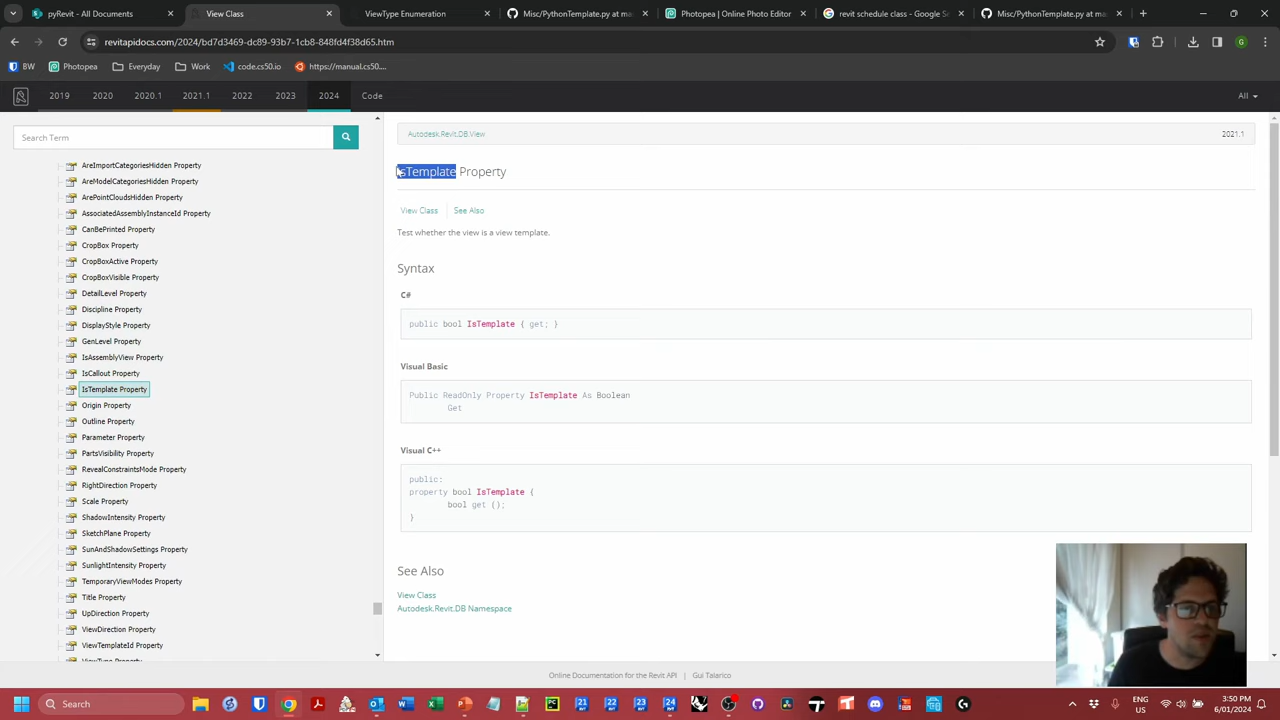 pyRevit - All Documents
View Class
ViewType Enumeration
Misc/PythonTemplate.py at mas
Photopea | Online Photo Editor
revit schedule class - Google Se
Misc/PythonTemplate.py at mas
revitapidocs.com/2024/bd7d3469-dc89-93b7-1cb8-848fd4f38d65.htm
BW
Photopea
Everyday
Work
code.cs50.io
https://manual.cs50...
2019
2020
2020.1
2021.1
2022
2023
2024
Code
All
Search Term
Autodesk.Revit.DB.View
2021.1
AreImportCategoriesHidden Property
AreModelCategoriesHidden Property
ArePointCloudsHidden Property
AssociatedAssemblyInstanceId Property
CanBePrinted Property
CropBox Property
CropBoxActive Property
CropBoxVisible Property
DetailLevel Property
Discipline Property
DisplayStyle Property
GenLevel Property
IsAssemblyView Property
IsCallout Property
IsTemplate Property
Origin Property
Outline Property
Parameter Property
PartsVisibility Property
RevealConstraintsMode Property
RightDirection Property
Scale Property
ShadowIntensity Property
SketchPlane Property
SunAndShadowSettings Property
SunlightIntensity Property
TemporaryViewModes Property
Title Property
UpDirection Property
ViewDirection Property
ViewTemplateId Property
ViewType Property
IsTemplate Property
View Class
See Also
Test whether the view is a view template.
Syntax
C#
public bool IsTemplate { get; }
Visual Basic
Public ReadOnly Property IsTemplate As Boolean
Get
Visual C++
public:
property bool IsTemplate {
bool get ();
}
See Also
View Class
Autodesk.Revit.DB Namespace
Online Documentation for the Revit API | Gui Talarico
Search
ENG
US
3:50 PM
6/01/2024